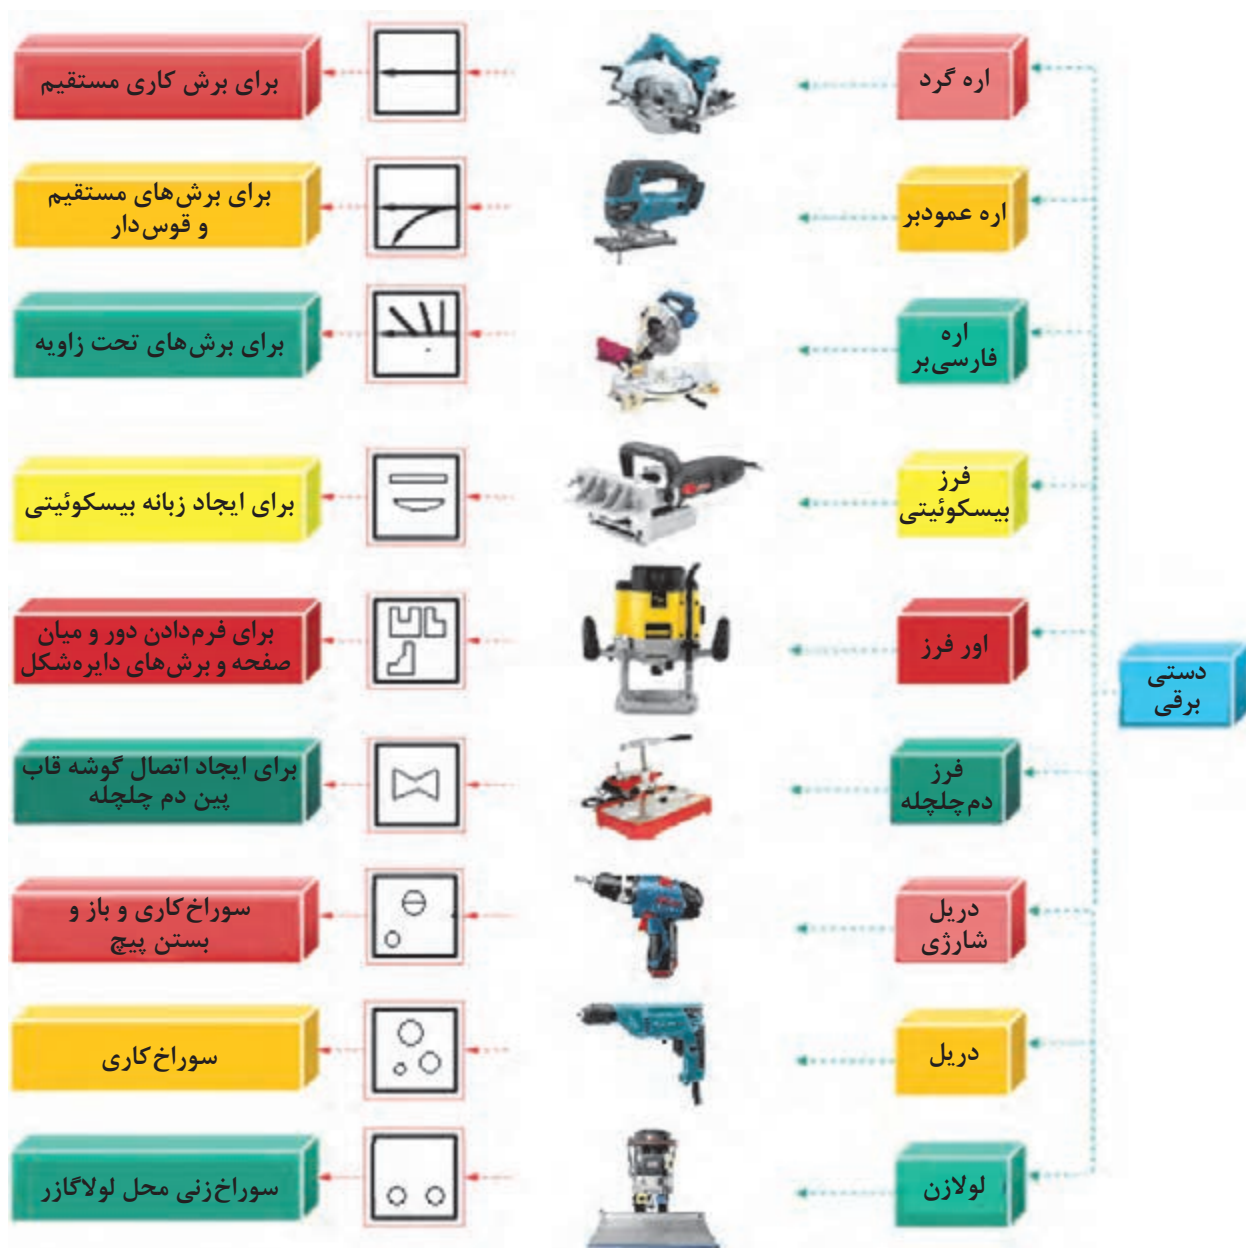 دستی
برقی
اره گرد
برای برش کاری مستقیم
اره عمودبر
برای برش‌های مستقیم
و قوس‌دار
اره
فارسی‌بر
برای برش‌های تحت زاویه
فرز
بیسکوئیتی
برای ایجاد زبانه بیسکوئیتی
اور فرز
برای فرم‌دادن دور و میان
صفحه و برش‌های دایره‌شکل
فرز
دم‌چلچله
برای ایجاد اتصال گوشه قاب
پین دم چلچله
دریل
شارژی
سوراخ‌کاری و باز و
بستن پیچ
دریل
سوراخ‌کاری
لولازن
سوراخ‌زنی محل لولاگازر